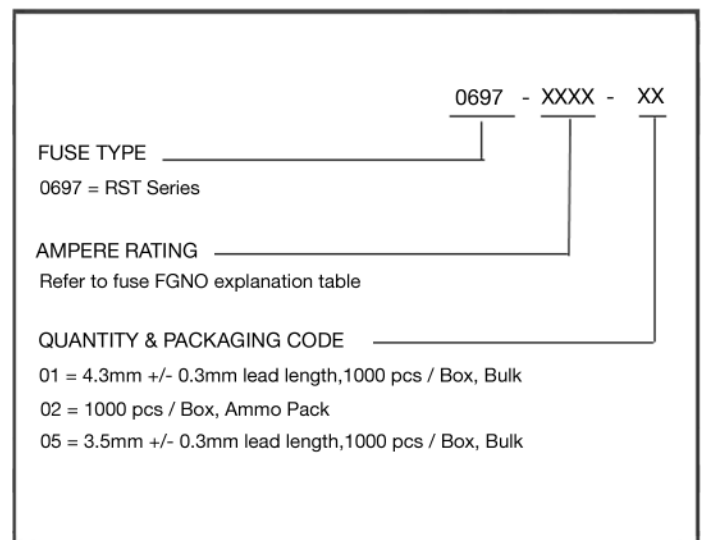 0697 - XXXX - XX
FUSE TYPE
0697 = RST Series
AMPERE RATING
Refer to fuse FGNO explanation table
QUANTITY & PACKAGING CODE
01 = 4.3mm +/- 0.3mm lead length,1000 pcs / Box, Bulk
02 = 1000 pcs / Box, Ammo Pack
05 = 3.5mm +/- 0.3mm lead length,1000 pcs / Box, Bulk